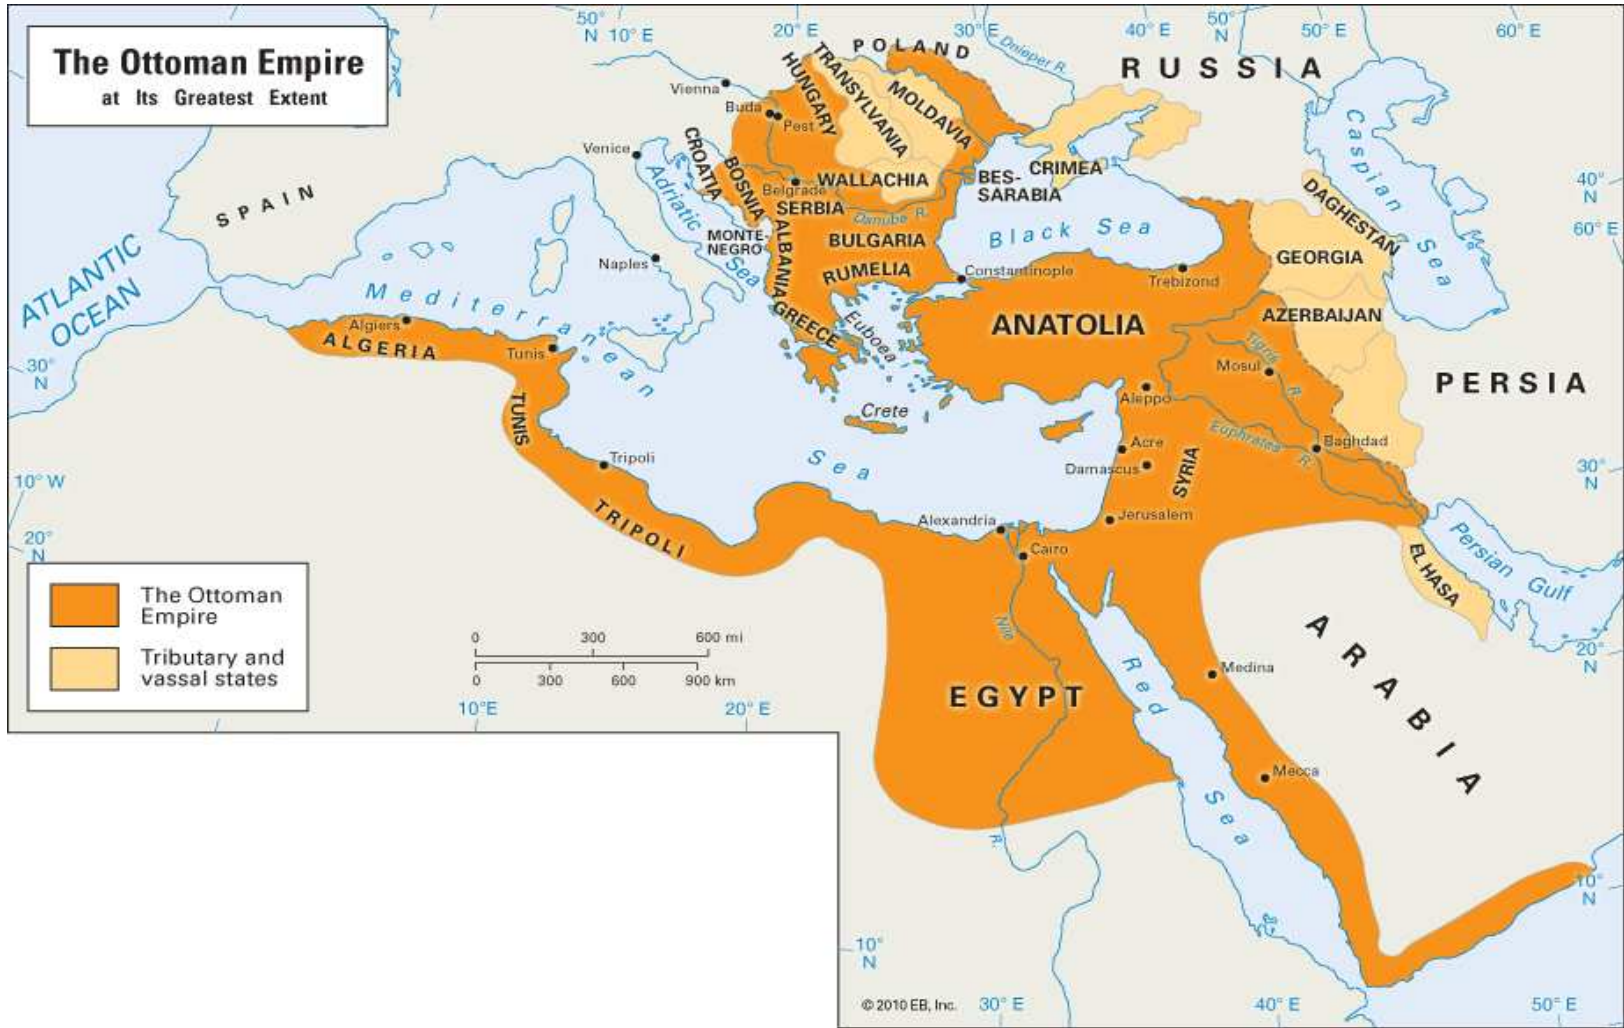 The Ottoman Empire
at Its Greatest Extent
50°
N
10° E
20° E
30° E
40° E
50°
N
50° E
60° E
POLAND
Dnieper R.
RUSSIA
Vienna
Buda
Pest
HUNGARY
TRANSYLVANIA
MOLDAVIA
Venice
CROATIA
BOSNIA
Belgrade
WALLACHIA
BES-
SARABIA
CRIMEA
Caspian Sea
DAGHESTAN
40°
N
60° E
SPAIN
Adriatic Sea
SERBIA
Danube R.
MONTE-
NEGRO
ALBANIA
BULGARIA
Black Sea
GEORGIA
Naples
RUMELIA
Constantinople
Trebizond
ATLANTIC
OCEAN
Mediterranean
Sea
Algiers
ALGERIA
Tunis
GREECE
Euboea
ANATOLIA
AZERBAIJAN
30°
N
Tigris R.
Mosul
PERSIA
TUNIS
Crete
Aleppo
Euphrates R.
Baghdad
Acre
Damascus
SYRIA
Tripoli
30°
N
10° W
TRIPOLI
Alexandria
Jerusalem
Cairo
20°
N
Persian Gulf
EL HASA
The Ottoman
Empire
Tributary and
vassal states
0 300 600 mi
0 300 600 900 km
Nile
R.
Red
Sea
ARABIA
20°
N
Medina
EGYPT
10° E
20° E
Mecca
10°
N
10°
N
© 2010 EB, Inc.
30° E
40° E
50° E